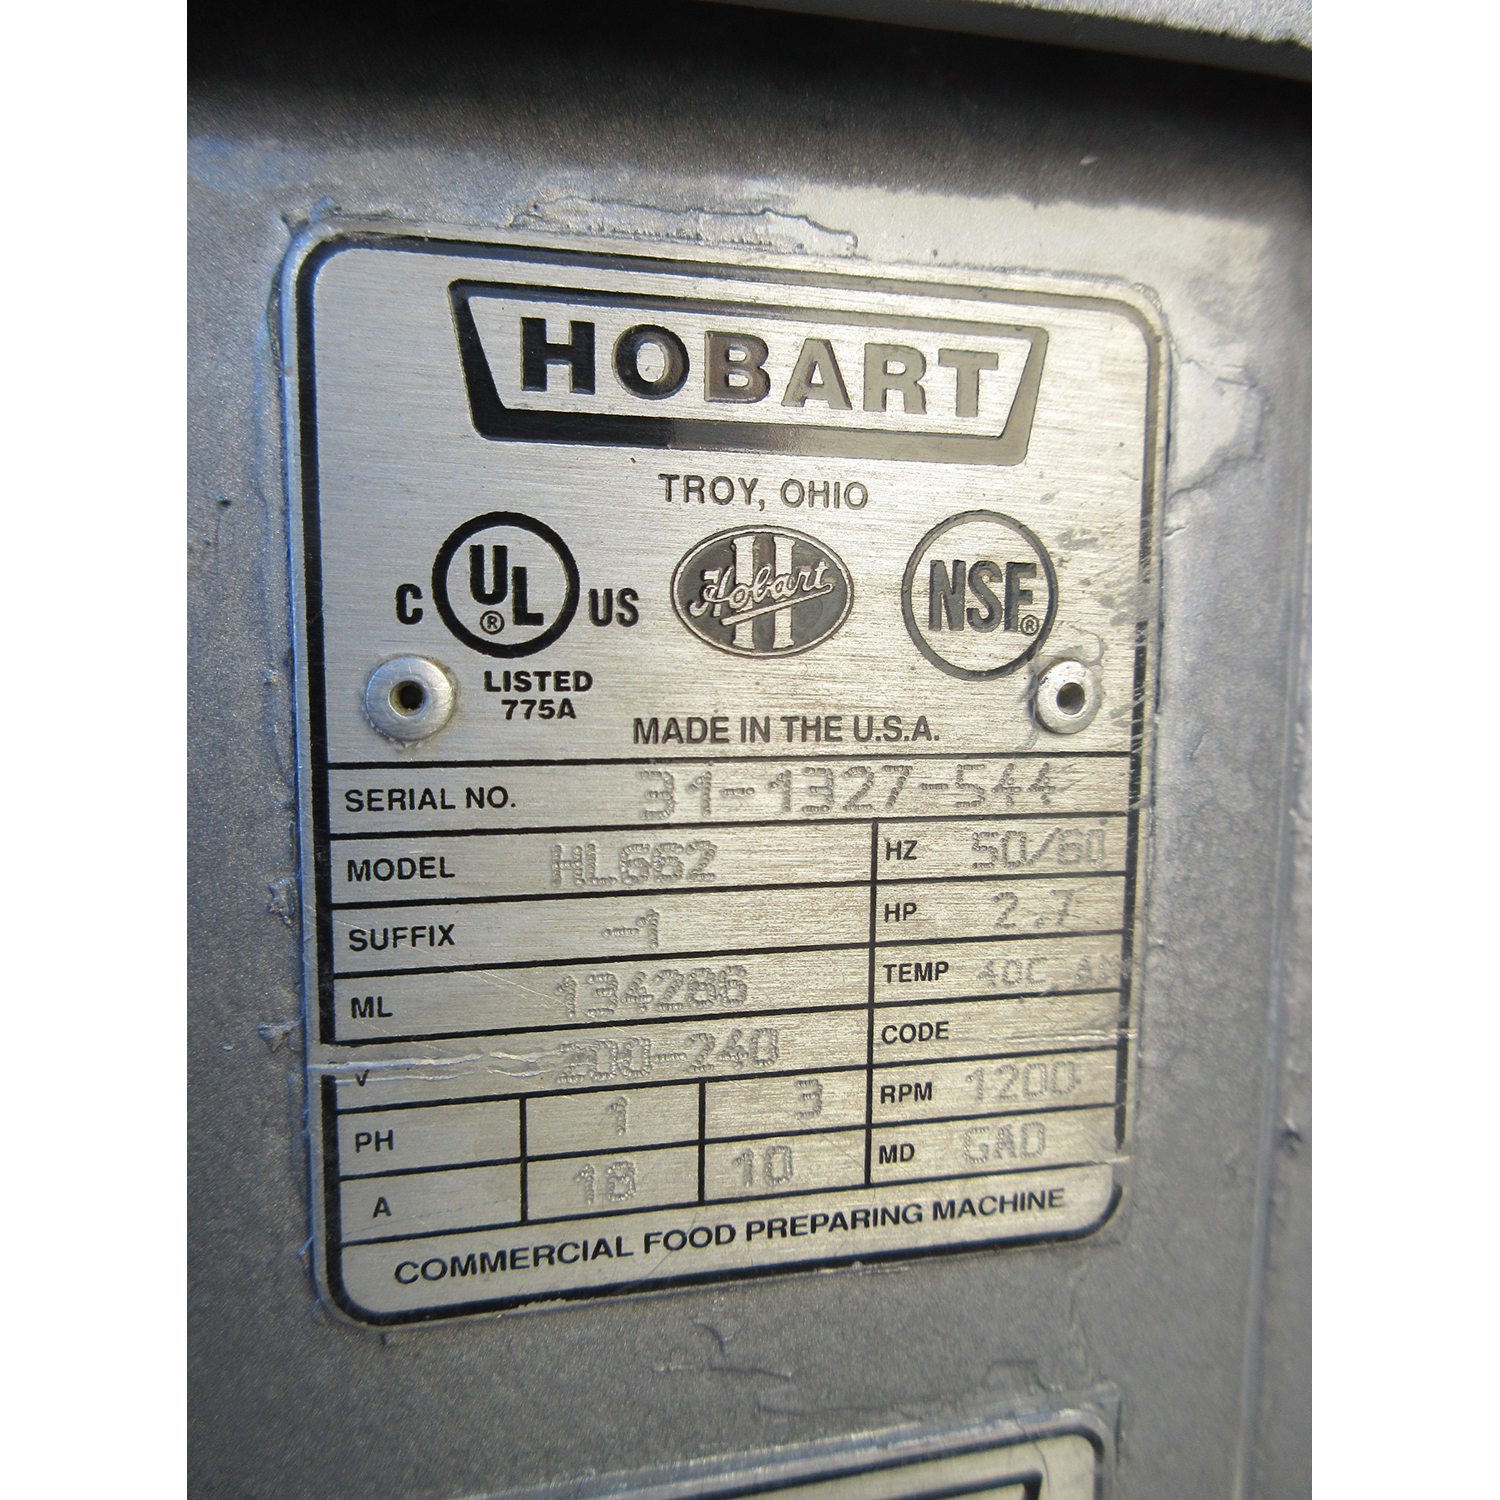 HOBART
TROY, OHIO
C UL® US
Hobart
NSF®
LISTED
775A
MADE IN THE U.S.A.
SERIAL NO. 31-1327-544
MODEL HL662 HZ 50/60
SUFFIX -1 HP 2.7
ML 134286 TEMP 40C
V 200-240 CODE
PH 1 3 RPM 1200
A 18 10 MD
COMMERCIAL FOOD PREPARING MACHINE